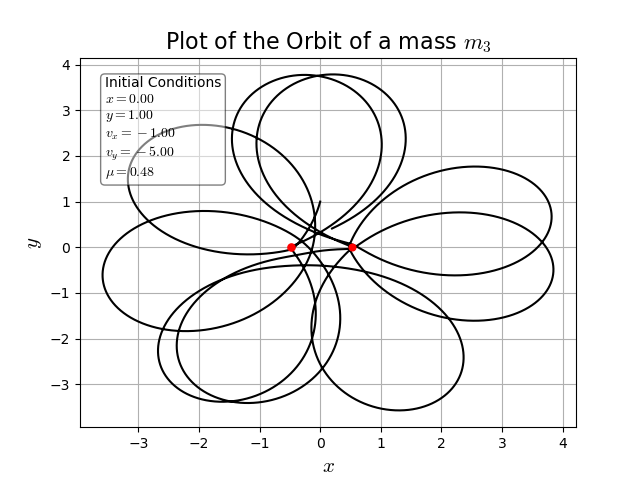 Plot of the Orbit of a mass m₃
Initial Conditions
x = 0.00
y = 1.00
vₓ = −1.00
v_y = −5.00
μ = 0.48
4
3
2
1
0
−1
−2
−3
y
−3 −2 −1 0 1 2 3 4
x